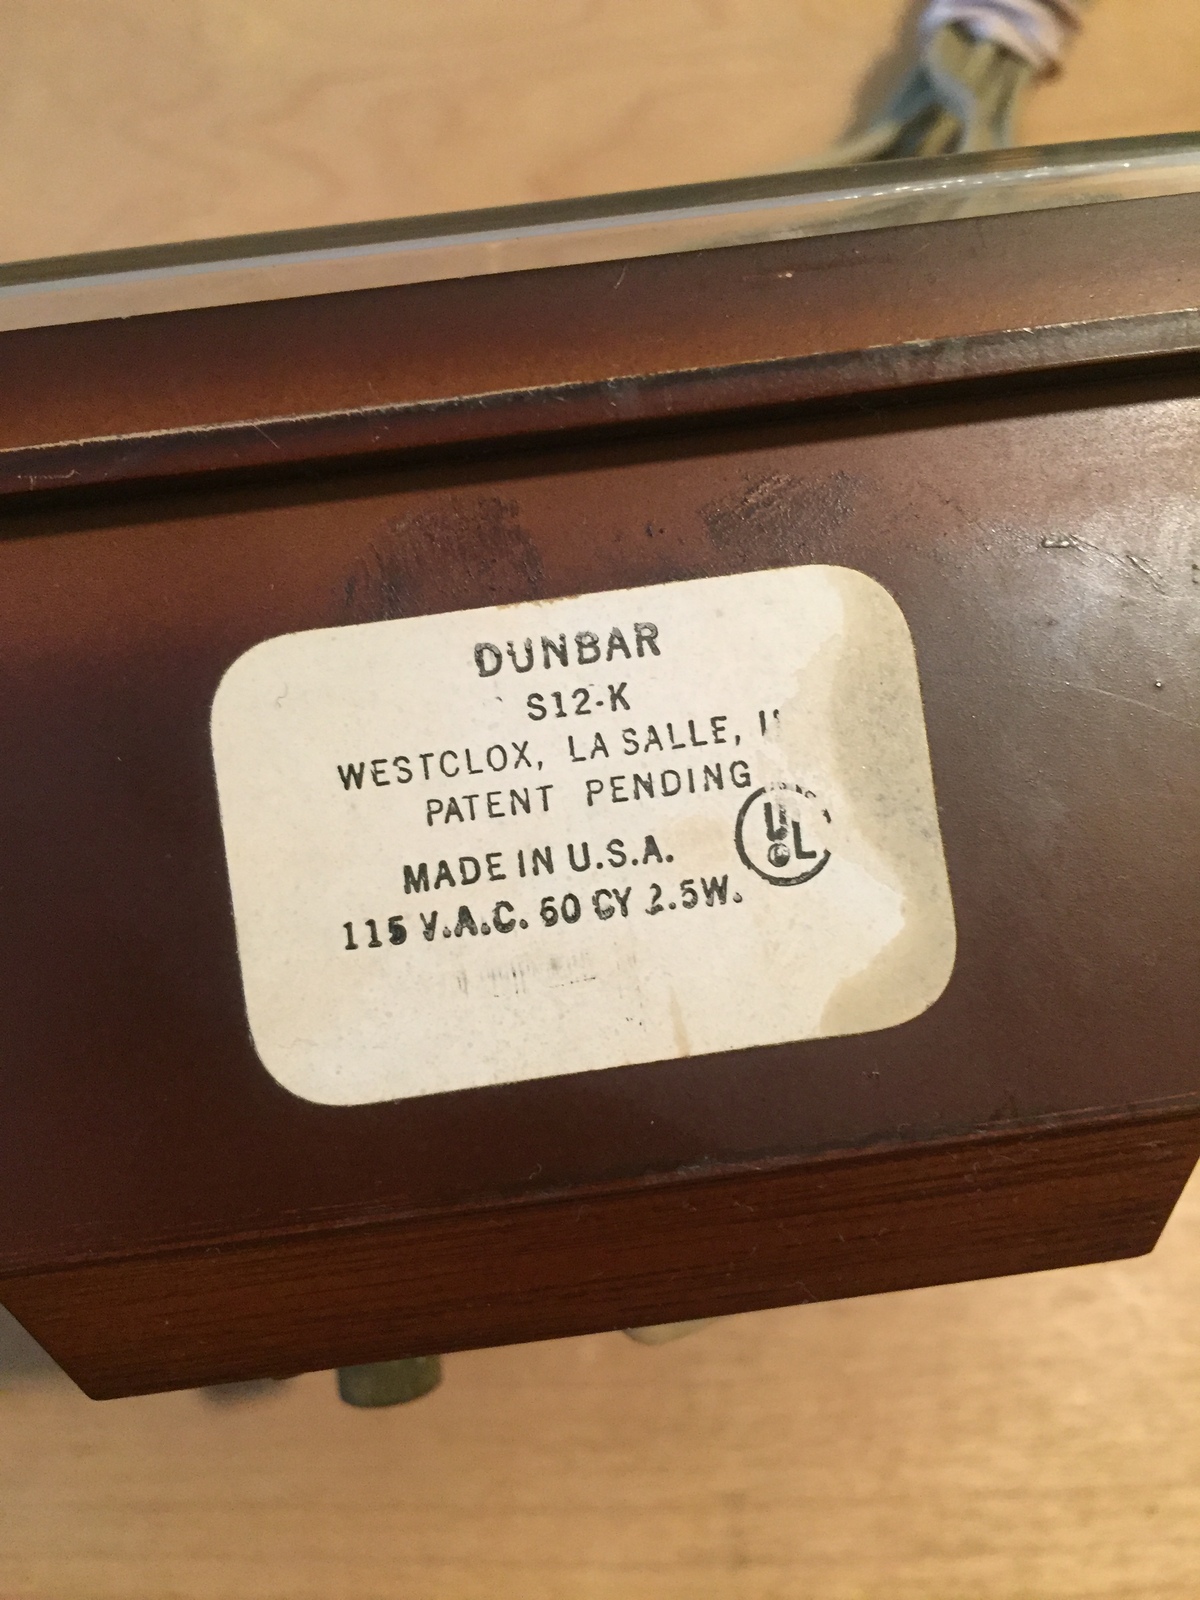 DUNBAR
S12-K
WESTCLOX, LA SALLE,
PATENT PENDING
MADE IN U.S.A.
UL
115 V.A.C. 60 CY 2.5W.